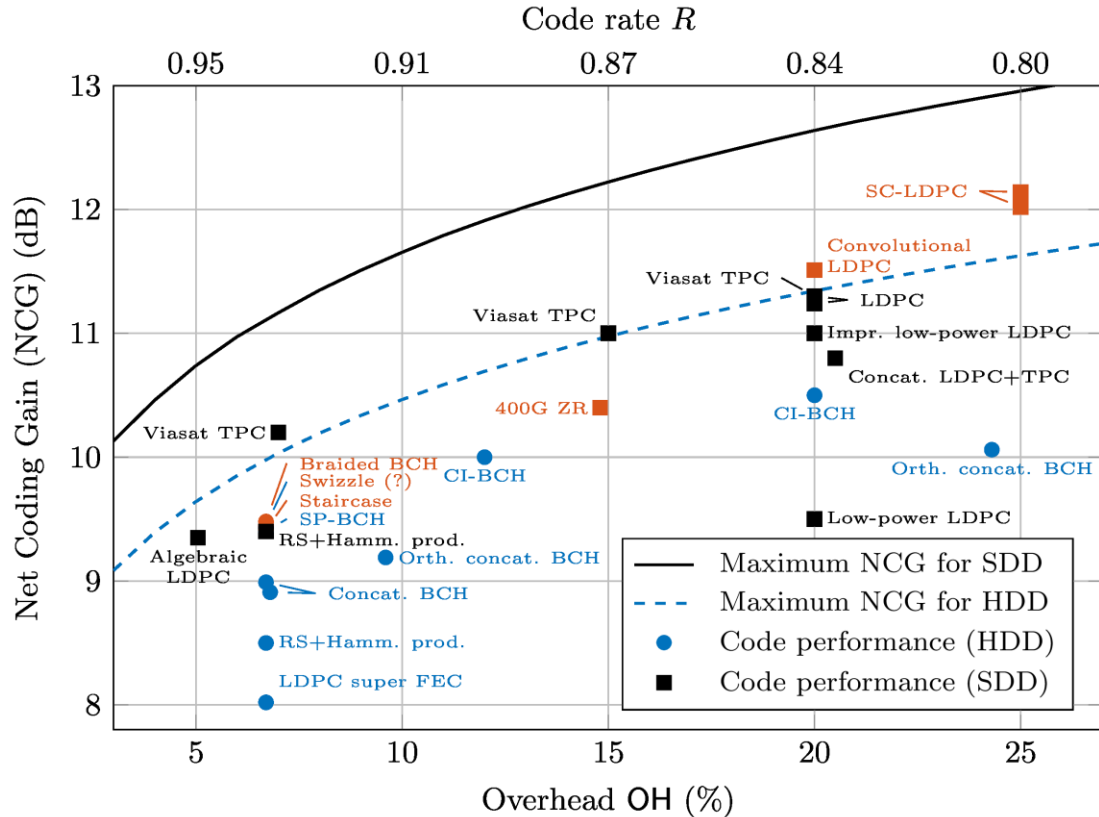 Code rate R
0.95 0.91 0.87 0.84 0.80
13
12
11
10
9
8
Net Coding Gain (NCG) (dB)
SC-LDPC
Convolutional
LDPC
Viasat TPC
LDPC
Viasat TPC
Impr. low-power LDPC
Concat. LDPC+TPC
400G ZR
CI-BCH
Viasat TPC
Braided BCH
Swizzle (?)
Staircase
SP-BCH
RS+Hamm. prod.
CI-BCH
Orth. concat. BCH
Algebraic
LDPC
Orth. concat. BCH
Low-power LDPC
Concat. BCH
RS+Hamm. prod.
LDPC super FEC
Maximum NCG for SDD
Maximum NCG for HDD
Code performance (HDD)
Code performance (SDD)
5 10 15 20 25
Overhead OH (%)